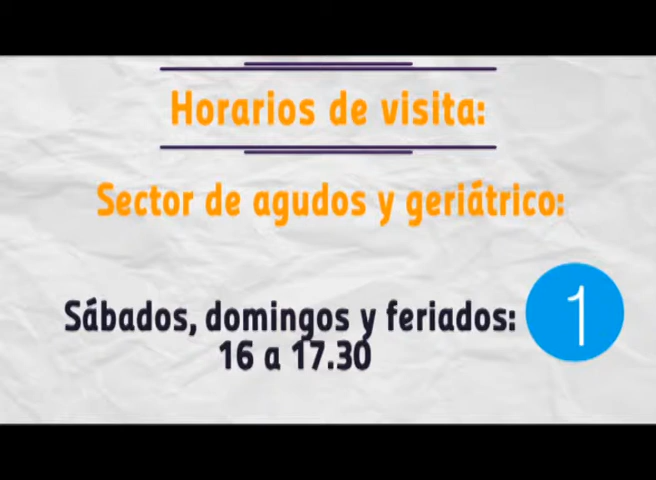 Horarios de visita:
Sector de agudos y geriátrico:
Sábados, domingos y feriados:
16 a 17.30
1